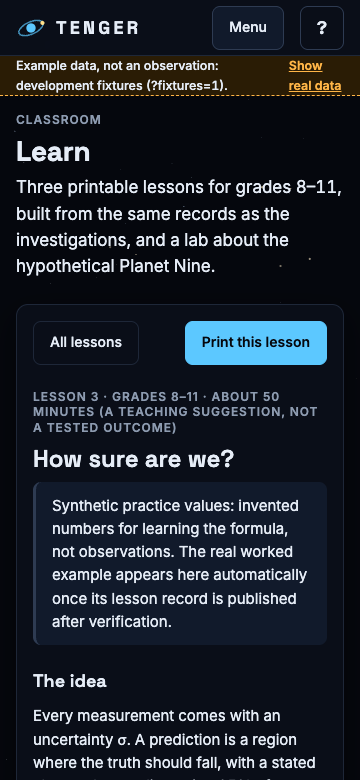 TENGER
Menu
?
Example data, not an observation:
development fixtures (?fixtures=1).
Show
real data
CLASSROOM
Learn
Three printable lessons for grades 8–11,
built from the same records as the
investigations, and a lab about the
hypothetical Planet Nine.
All lessons
Print this lesson
LESSON 3 · GRADES 8–11 · ABOUT 50
MINUTES (A TEACHING SUGGESTION, NOT
A TESTED OUTCOME)
How sure are we?
Synthetic practice values: invented
numbers for learning the formula,
not observations. The real worked
example appears here automatically
once its lesson record is published
after verification.
The idea
Every measurement comes with an
uncertainty σ. A prediction is a region
where the truth should fall, with a stated